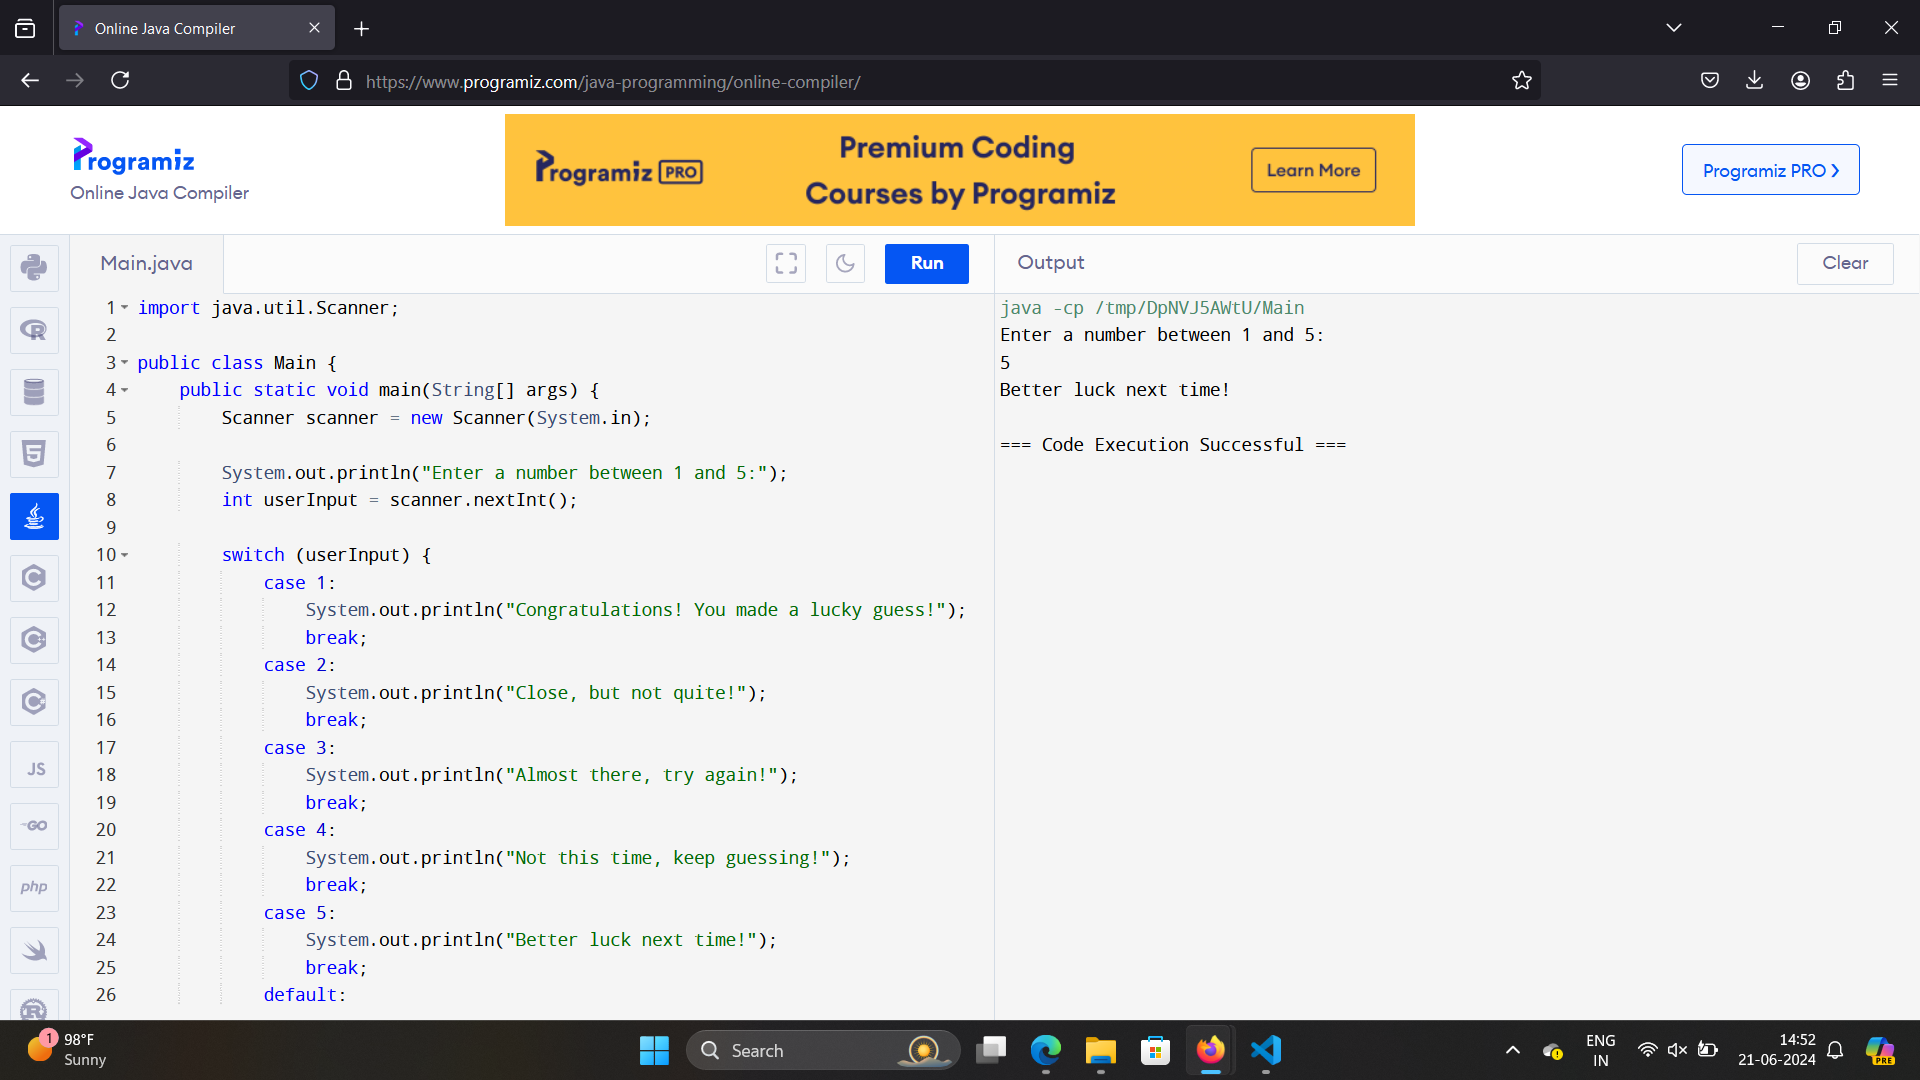 Online Java Compiler
https://www.programiz.com/java-programming/online-compiler/
Programiz
Online Java Compiler
Programiz PRO
Premium Coding
Courses by Programiz
Learn More
Programiz PRO
Main.java
Run
Output
Clear
1 import java.util.Scanner;
2
3 public class Main {
4 public static void main(String[] args) {
5 Scanner scanner = new Scanner(System.in);
6
7 System.out.println("Enter a number between 1 and 5:");
8 int userInput = scanner.nextInt();
9
10 switch (userInput) {
11 case 1:
12 System.out.println("Congratulations! You made a lucky guess!");
13 break;
14 case 2:
15 System.out.println("Close, but not quite!");
16 break;
17 case 3:
18 System.out.println("Almost there, try again!");
19 break;
20 case 4:
21 System.out.println("Not this time, keep guessing!");
22 break;
23 case 5:
24 System.out.println("Better luck next time!");
25 break;
26 default:
java -cp /tmp/DpNVJ5AWtU/Main
Enter a number between 1 and 5:
5
Better luck next time!
=== Code Execution Successful ===
JS
GO
php
1
98°F
Sunny
Search
ENG
IN
14:52
21-06-2024
PRE